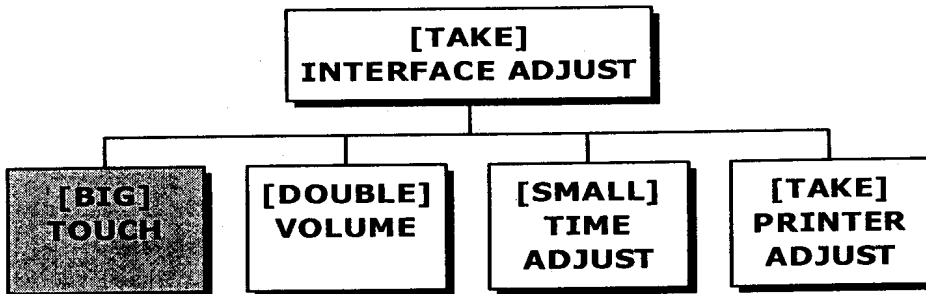 [TAKE]
INTERFACE ADJUST
[BIG]
TOUCH
[DOUBLE]
VOLUME
[SMALL]
TIME
ADJUST
[TAKE]
PRINTER
ADJUST